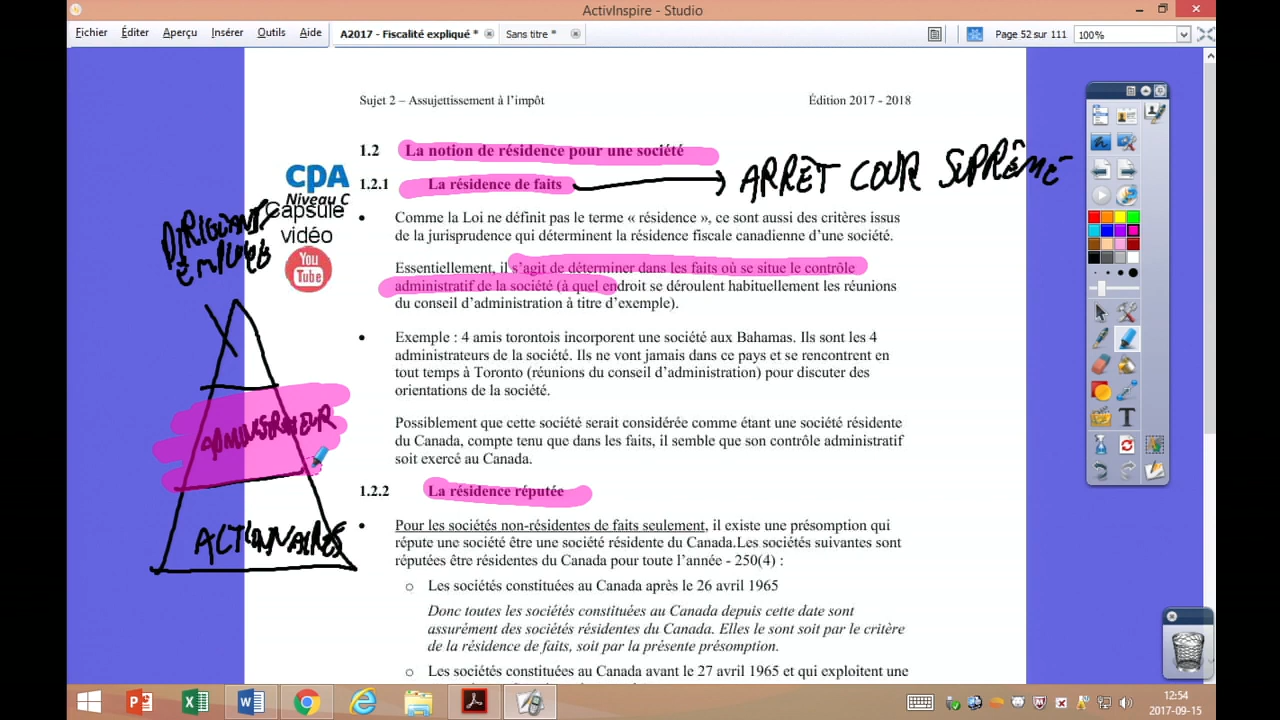 ActivInspire - Studio
Fichier Éditer Aperçu Insérer Outils Aide
A2017 - Fiscalité expliqué * Sans titre *
Page 52 sur 111 100%
Sujet 2 – Assujettissement à l’impôt Édition 2017 - 2018
1.2 La notion de résidence pour une société
1.2.1 La résidence de faits
ARRÊT COUR SUPRÊME
CPA
Niveau C
Capsule
vidéo
You
Tube
DIRIGEANTS
EMPLOYÉS
ADMINISTRATEUR
ACTIONNAIRES
• Comme la Loi ne définit pas le terme « résidence », ce sont aussi des critères issus
de la jurisprudence qui déterminent la résidence fiscale canadienne d’une société.
Essentiellement, il s’agit de déterminer dans les faits où se situe le contrôle
administratif de la société (à quel endroit se déroulent habituellement les réunions
du conseil d’administration à titre d’exemple).
• Exemple : 4 amis torontois incorporent une société aux Bahamas. Ils sont les 4
administrateurs de la société. Ils ne vont jamais dans ce pays et se rencontrent en
tout temps à Toronto (réunions du conseil d’administration) pour discuter des
orientations de la société.
Possiblement que cette société serait considérée comme étant une société résidente
du Canada, compte tenu que dans les faits, il semble que son contrôle administratif
soit exercé au Canada.
1.2.2 La résidence réputée
• Pour les sociétés non-résidentes de faits seulement, il existe une présomption qui
répute une société être une société résidente du Canada.Les sociétés suivantes sont
réputées être résidentes du Canada pour toute l’année - 250(4) :
o Les sociétés constituées au Canada après le 26 avril 1965
Donc toutes les sociétés constituées au Canada depuis cette date sont
assurément des sociétés résidentes du Canada. Elles le sont soit par le critère
de la résidence de faits, soit par la présente présomption.
o Les sociétés constituées au Canada avant le 27 avril 1965 et qui exploitent une
12:54
2017-09-15